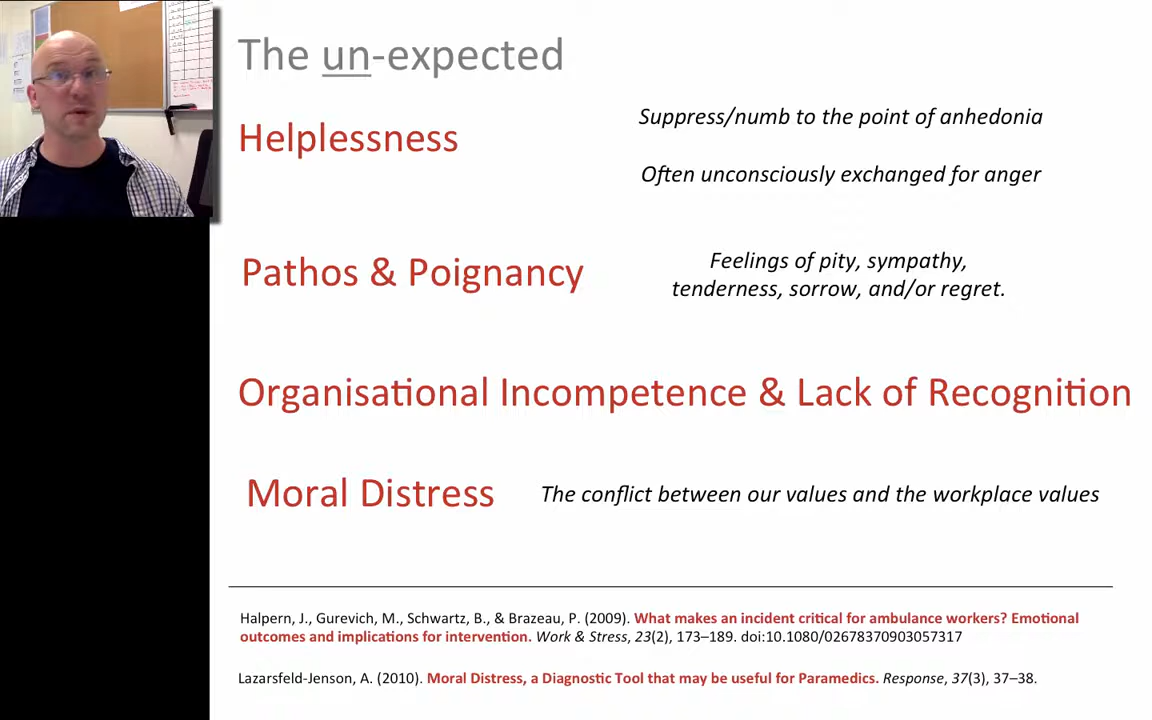 The un-expected
Helplessness
Suppress/numb to the point of anhedonia
Often unconsciously exchanged for anger
Pathos & Poignancy
Feelings of pity, sympathy,
tenderness, sorrow, and/or regret.
Organisational Incompetence & Lack of Recognition
Moral Distress
The conflict between our values and the workplace values
Halpern, J., Gurevich, M., Schwartz, B., & Brazeau, P. (2009). What makes an incident critical for ambulance workers? Emotional
outcomes and implications for intervention. Work & Stress, 23(2), 173–189. doi:10.1080/02678370903057317
Lazarsfeld-Jenson, A. (2010). Moral Distress, a Diagnostic Tool that may be useful for Paramedics. Response, 37(3), 37–38.